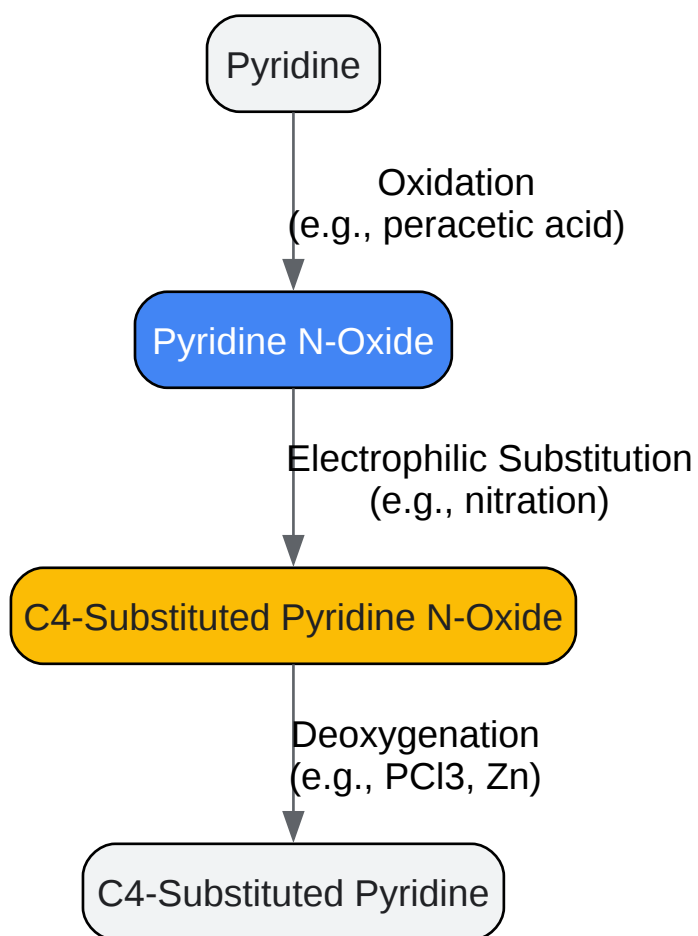 Pyridine
Oxidation
(e.g., peracetic acid)
Pyridine N-Oxide
Electrophilic Substitution
(e.g., nitration)
C4-Substituted Pyridine N-Oxide
Deoxygenation
(e.g., PCl3, Zn)
C4-Substituted Pyridine